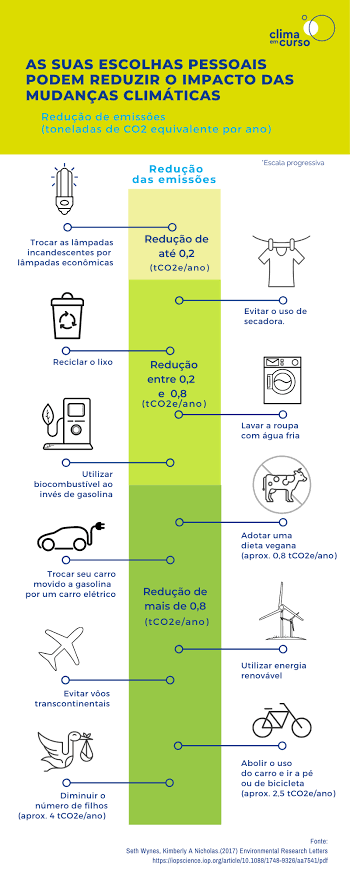 clima
em curso
AS SUAS ESCOLHAS PESSOAIS
PODEM REDUZIR O IMPACTO DAS
MUDANÇAS CLIMÁTICAS
Redução de emissões
(toneladas de CO2 equivalente por ano)
*Escala progressiva
Redução
das emissões
Trocar as lâmpadas
incandescentes por
lâmpadas econômicas
Redução de
até 0,2
(tCO2e/ano)
Evitar o uso de
secadora.
Reciclar o lixo
Redução
entre 0,2
e 0,8
(tCO2e/ano)
Lavar a roupa
com água fria
Utilizar
biocombustível ao
invés de gasolina
Adotar uma
dieta vegana
(aprox. 0,8 tCO2e/ano)
Trocar seu carro
movido a gasolina
por um carro elétrico
Redução de
mais de 0,8
(tCO2e/ano)
Utilizar energia
renovável
Evitar vôos
transcontinentais
Abolir o uso
do carro e ir a pé
ou de bicicleta
(aprox. 2,5 tCO2e/ano)
Diminuir o
número de filhos
(aprox. 4 tCO2e/ano)
Fonte:
Seth Wynes, Kimberly A Nicholas.(2017) Environmental Research Letters
https://iopscience.iop.org/article/10.1088/1748-9326/aa7541/pdf